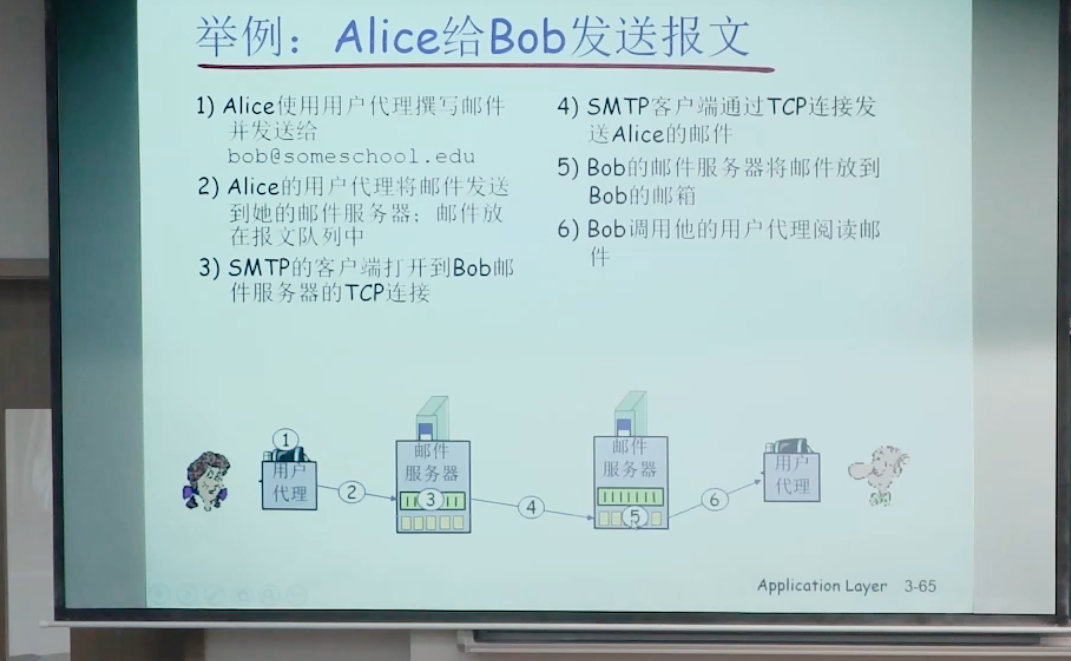 举例：Alice给Bob发送报文
1) Alice使用用户代理撰写邮件
并发送给
bob@someschool.edu
2) Alice的用户代理将邮件发送
到她的邮件服务器；邮件放
在报文队列中
3) SMTP的客户端打开到Bob邮
件服务器的TCP连接
4) SMTP客户端通过TCP连接发
送Alice的邮件
5) Bob的邮件服务器将邮件放到
Bob的邮箱
6) Bob调用他的用户代理阅读邮
件
1
用户
代理
2
邮件
服务器
3
4
邮件
服务器
5
6
用户
代理
Application Layer 3-65